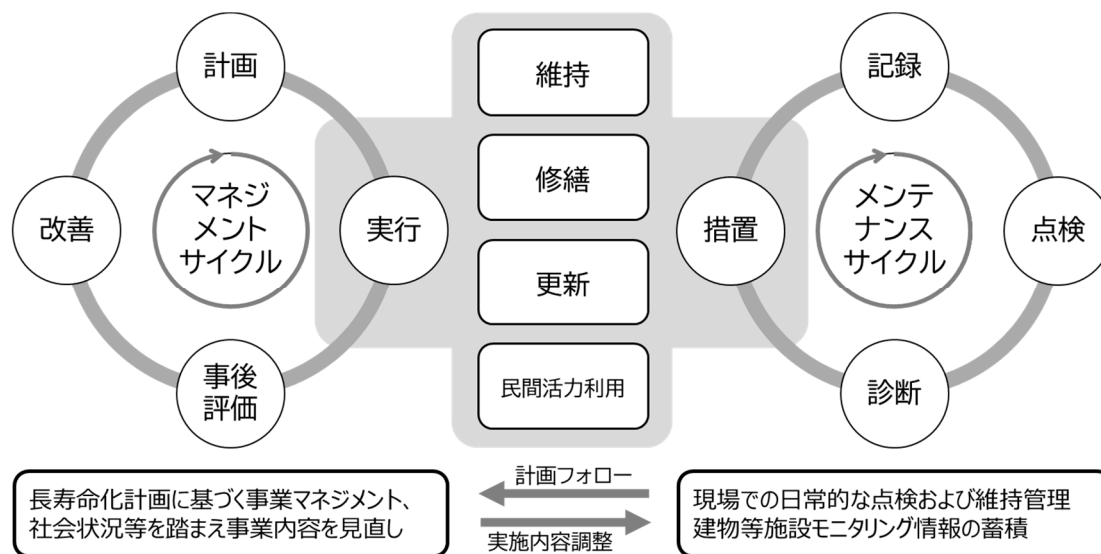 計画
改善
マネジ
メント
サイクル
実行
事後
評価
維持
修繕
更新
民間活力利用
記録
措置
メンテ
ナンス
サイクル
点検
診断
長寿命化計画に基づく事業マネジメント、
社会状況等を踏まえ事業内容を見直し
計画フォロー
実施内容調整
現場での日常的な点検および維持管理
建物等施設モニタリング情報の蓄積